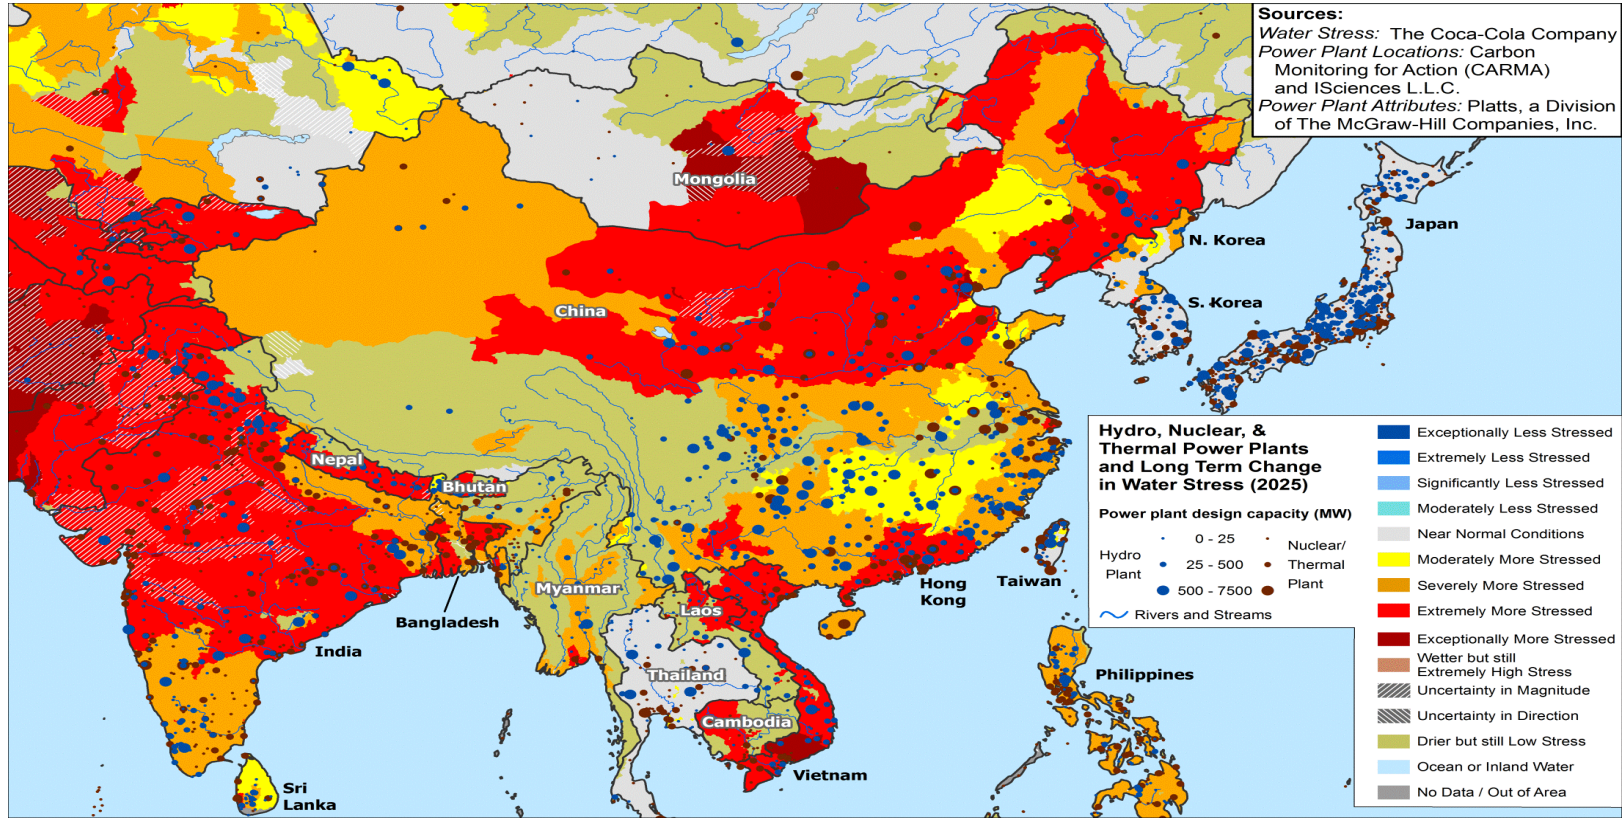 Sources:
Water Stress: The Coca-Cola Company
Power Plant Locations: Carbon
Monitoring for Action (CARMA)
and ISciences L.L.C.
Power Plant Attributes: Platts, a Division
of The McGraw-Hill Companies, Inc.
Mongolia
Japan
N. Korea
S. Korea
China
Nepal
Bhutan
Myanmar
Laos
Hong
Kong
Taiwan
Bangladesh
India
Thailand
Philippines
Cambodia
Vietnam
Sri
Lanka
Hydro, Nuclear, &
Thermal Power Plants
and Long Term Change
in Water Stress (2025)
Power plant design capacity (MW)
Hydro
Plant
0 - 25
25 - 500
500 - 7500
Nuclear/
Thermal
Plant
Rivers and Streams
Exceptionally Less Stressed
Extremely Less Stressed
Significantly Less Stressed
Moderately Less Stressed
Near Normal Conditions
Moderately More Stressed
Severely More Stressed
Extremely More Stressed
Exceptionally More Stressed
Wetter but still
Extremely High Stress
Uncertainty in Magnitude
Uncertainty in Direction
Drier but still Low Stress
Ocean or Inland Water
No Data / Out of Area